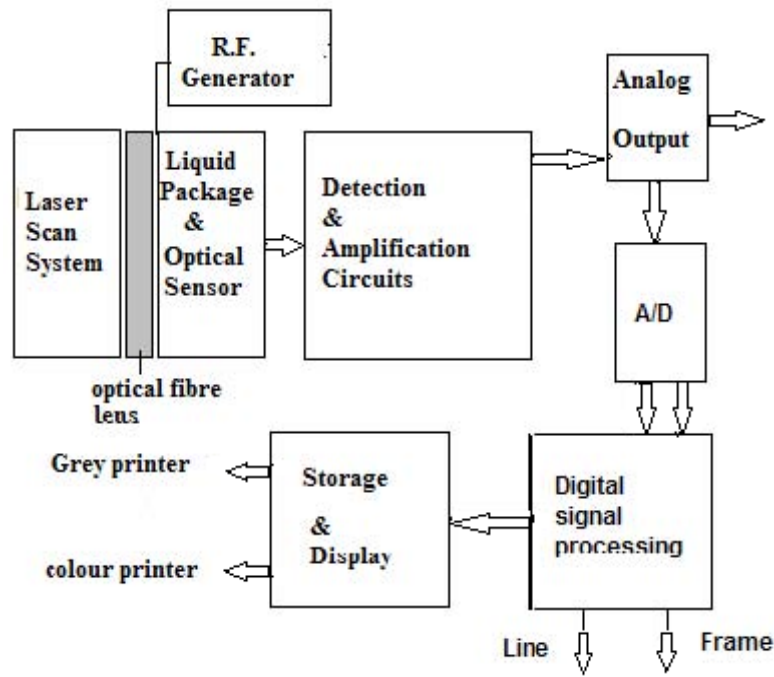 R.F.
Generator
Analog
Output
Laser
Scan
System
Liquid
Package
&
Optical
Sensor
Detection
&
Amplification
Circuits
A/D
optical fibre
lens
Grey printer
colour printer
Storage
&
Display
Digital
signal
processing
Line
Frame